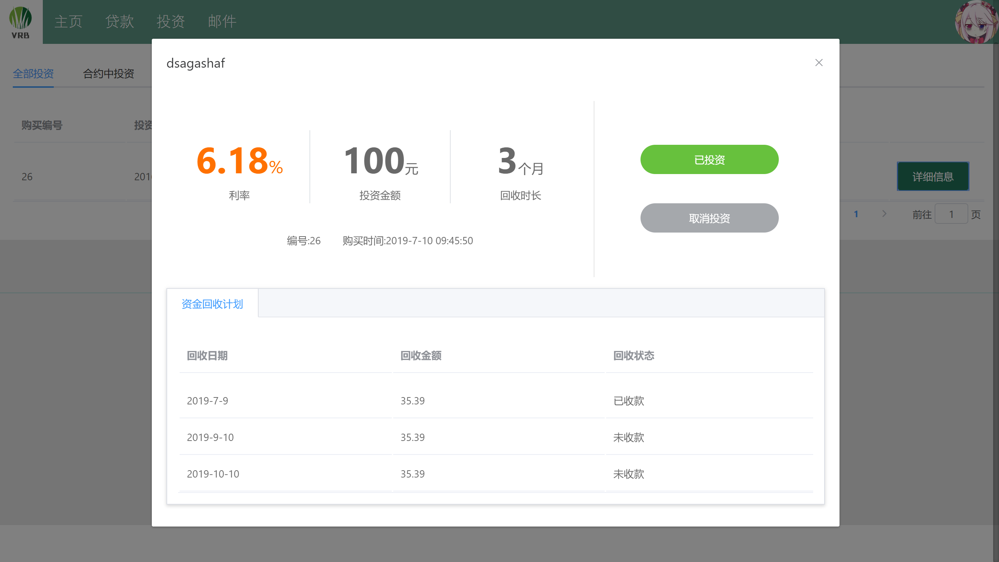 VRB
主页 贷款 投资 邮件
dsagashaf
全部投资 合约中投资
购买编号 投资
26 201
详细信息
1 前往 1 页
6.18% 100元 3个月
利率 投资金额 回收时长
已投资
取消投资
编号:26 购买时间:2019-7-10 09:45:50
资金回收计划
回收日期 回收金额 回收状态
2019-7-9 35.39 已收款
2019-9-10 35.39 未收款
2019-10-10 35.39 未收款